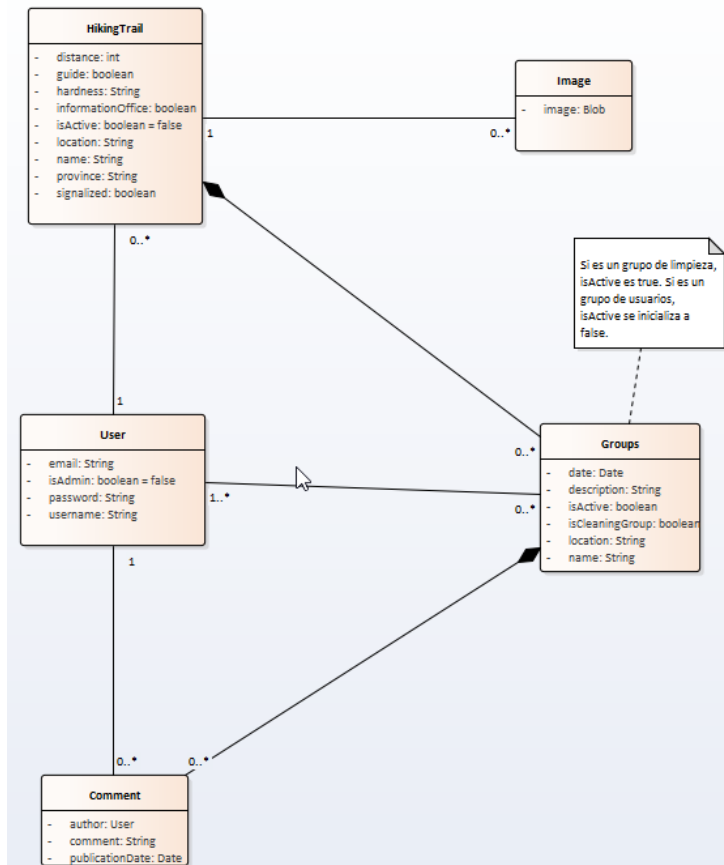 HikingTrail
- distance: int
- guide: boolean
- hardness: String
- informationOffice: boolean
- isActive: boolean = false
- location: String
- name: String
- province: String
- signalized: boolean
Image
- image: Blob
1
0..*
0..*
Si es un grupo de limpieza,
isActive es true. Si es un
grupo de usuarios,
isActive se inicializa a
false.
1
User
- email: String
- isAdmin: boolean = false
- password: String
- username: String
0..*
Groups
- date: Date
- description: String
- isActive: boolean
- isCleaningGroup: boolean
- location: String
- name: String
1..*
0..*
1
0..*
0..*
Comment
- author: User
- comment: String
- publicationDate: Date